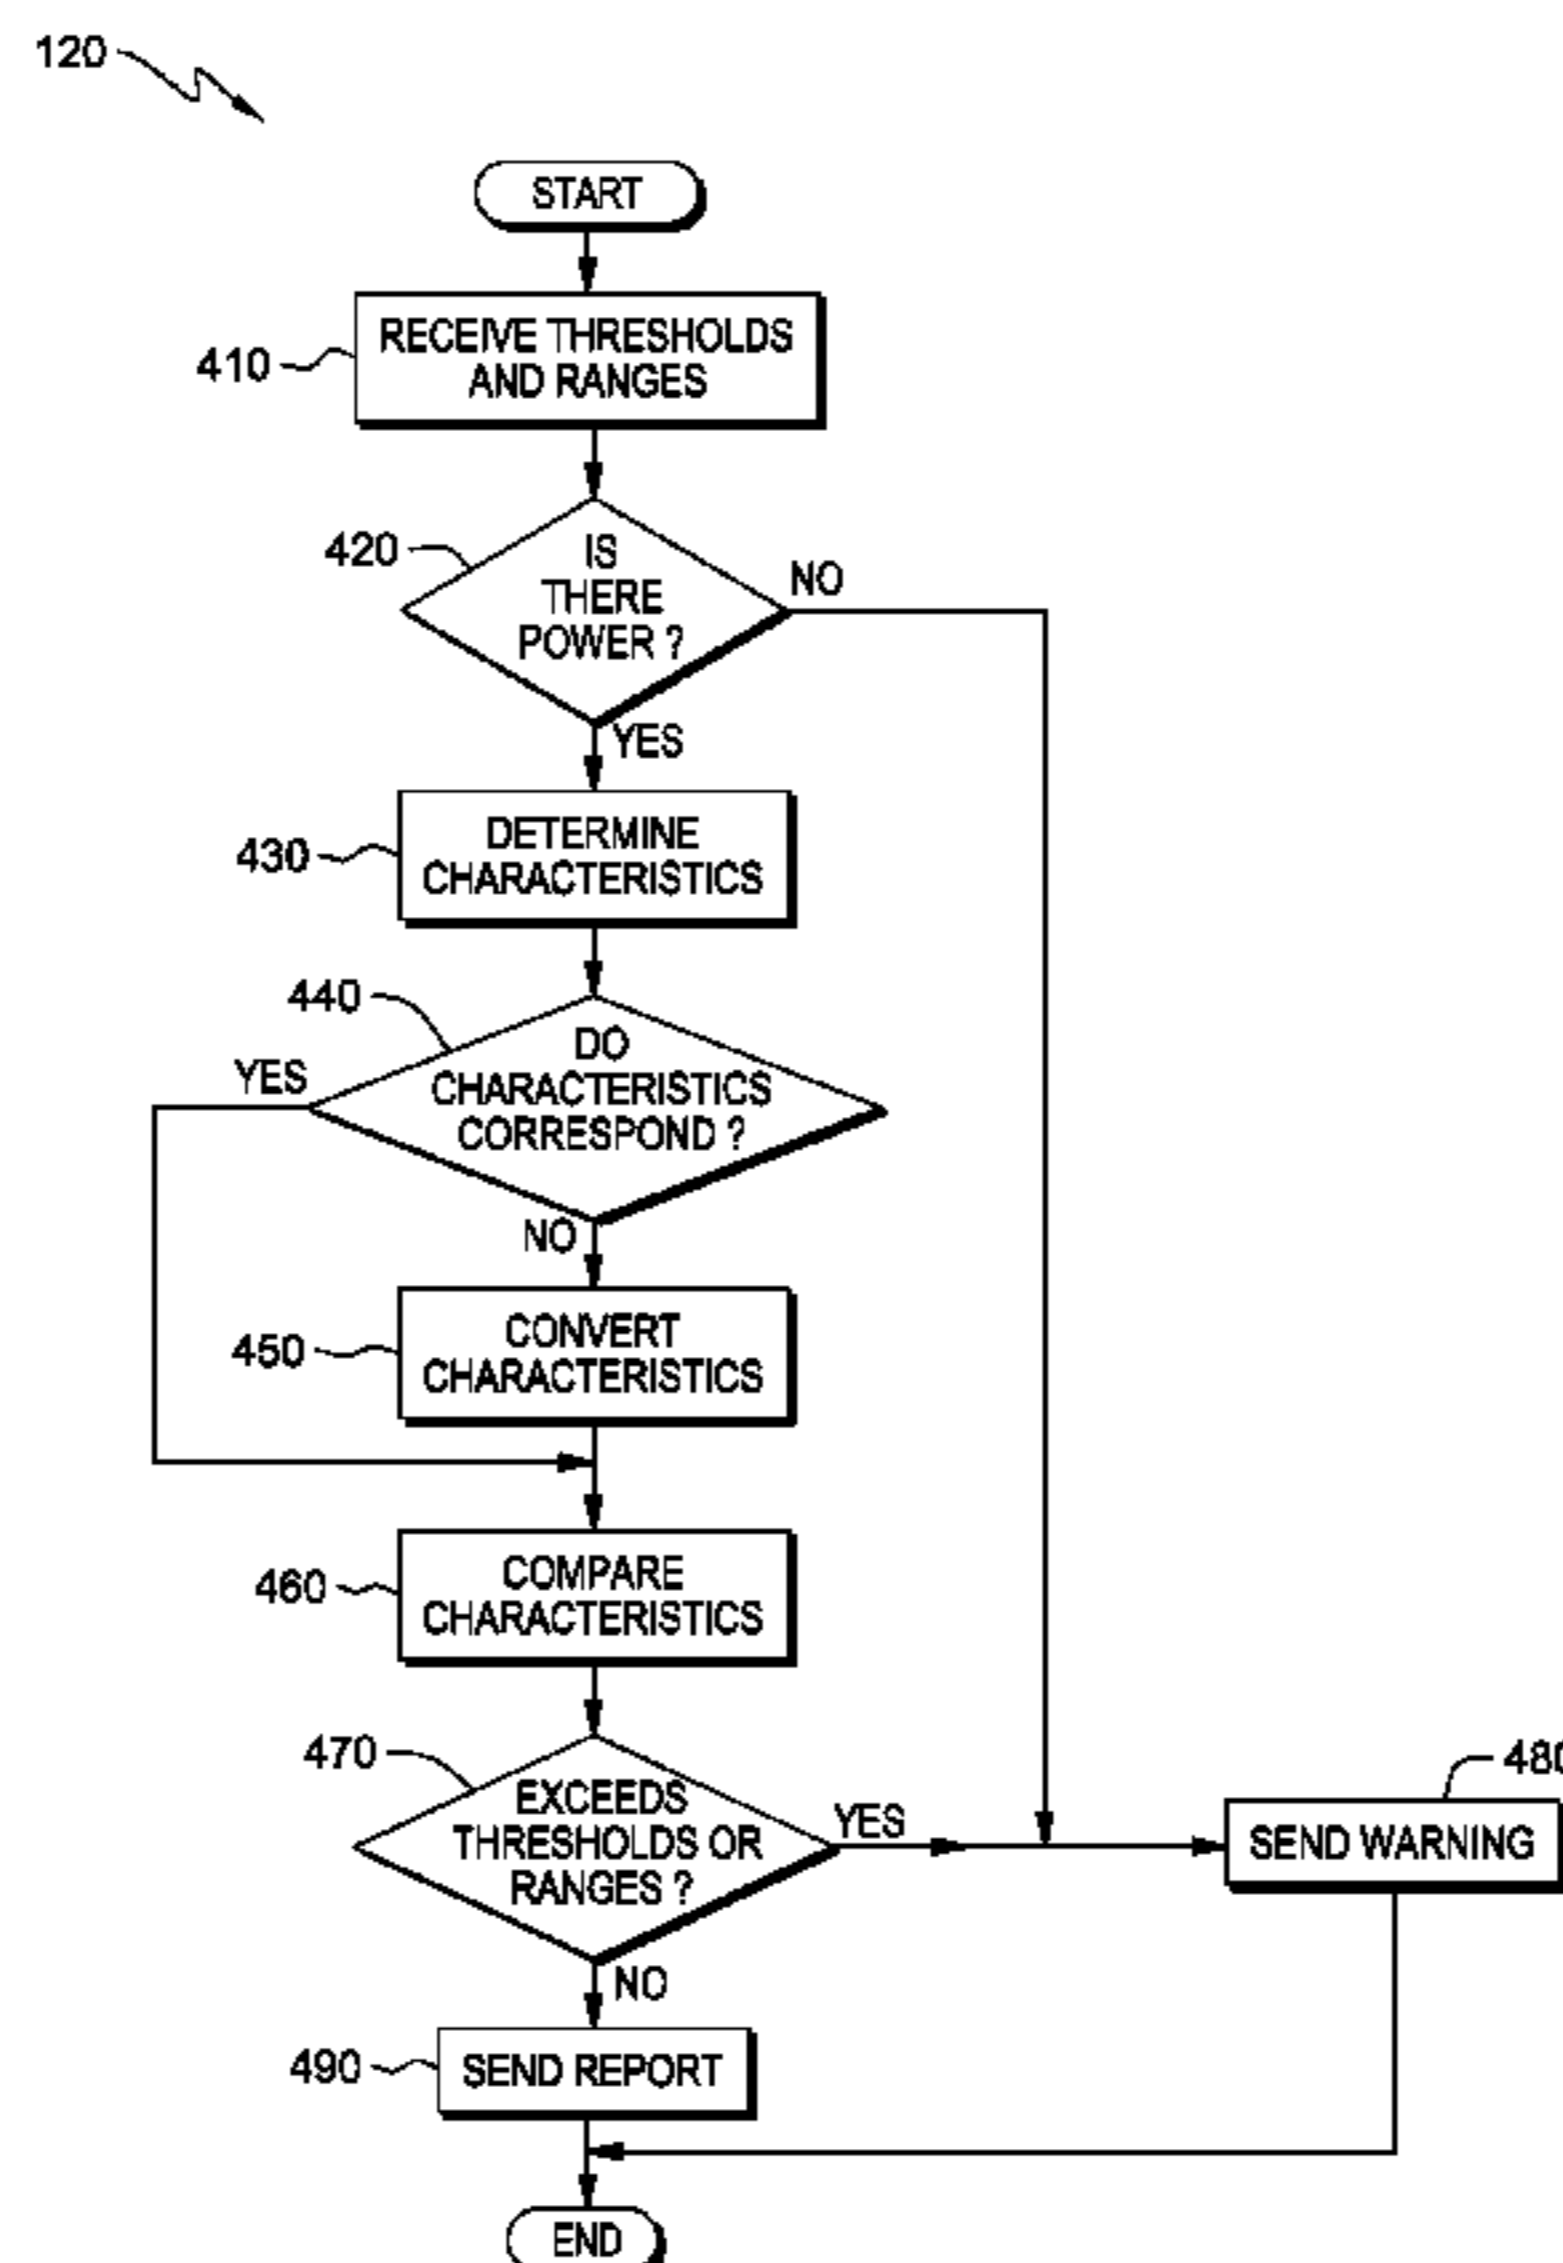 120
START
410
RECEIVE THRESHOLDS
AND RANGES
420
IS
THERE
POWER ?
NO
YES
430
DETERMINE
CHARACTERISTICS
440
YES
DO
CHARACTERISTICS
CORRESPOND ?
NO
450
CONVERT
CHARACTERISTICS
460
COMPARE
CHARACTERISTICS
470
EXCEEDS
THRESHOLDS OR
RANGES ?
YES
480
SEND WARNING
NO
490
SEND REPORT
END